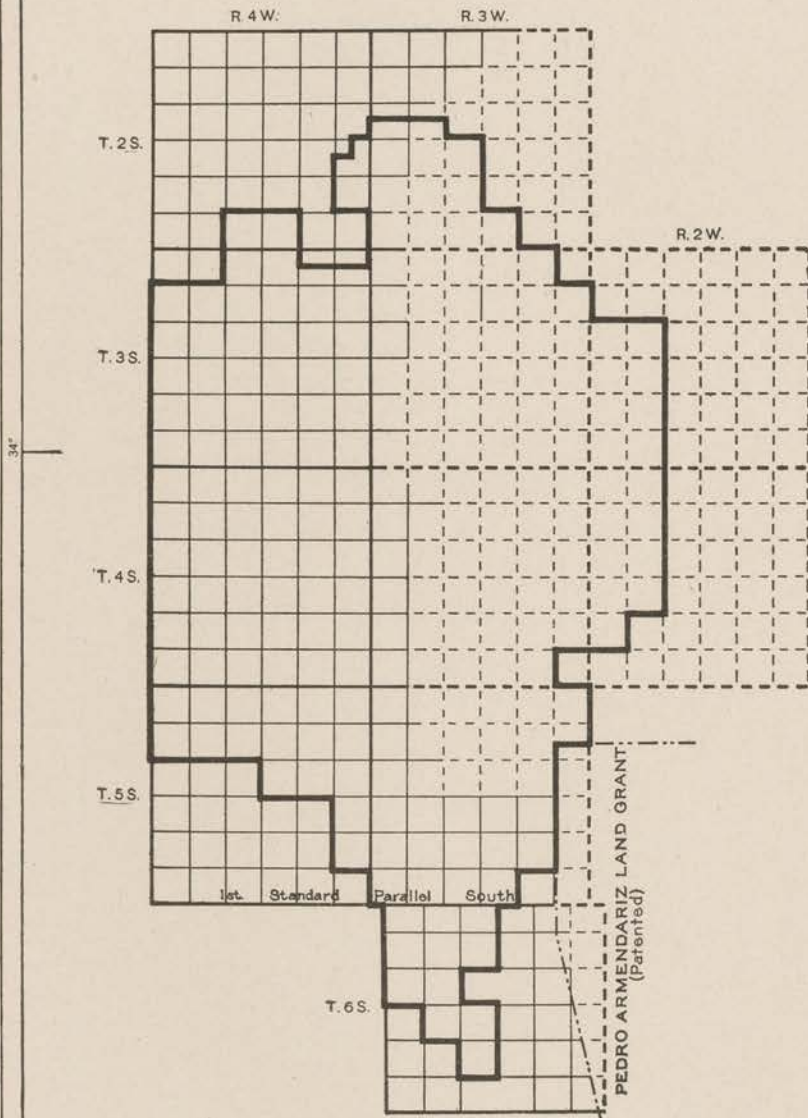 R. 4 W.
R. 3 W.
T. 2 S.
R. 2 W.
T. 3 S.
34°
T. 4 S.
T. 5 S.
1st. Standard Parallel South
T. 6 S.
PEDRO ARMENDARIZ LAND GRANT
(Patented)